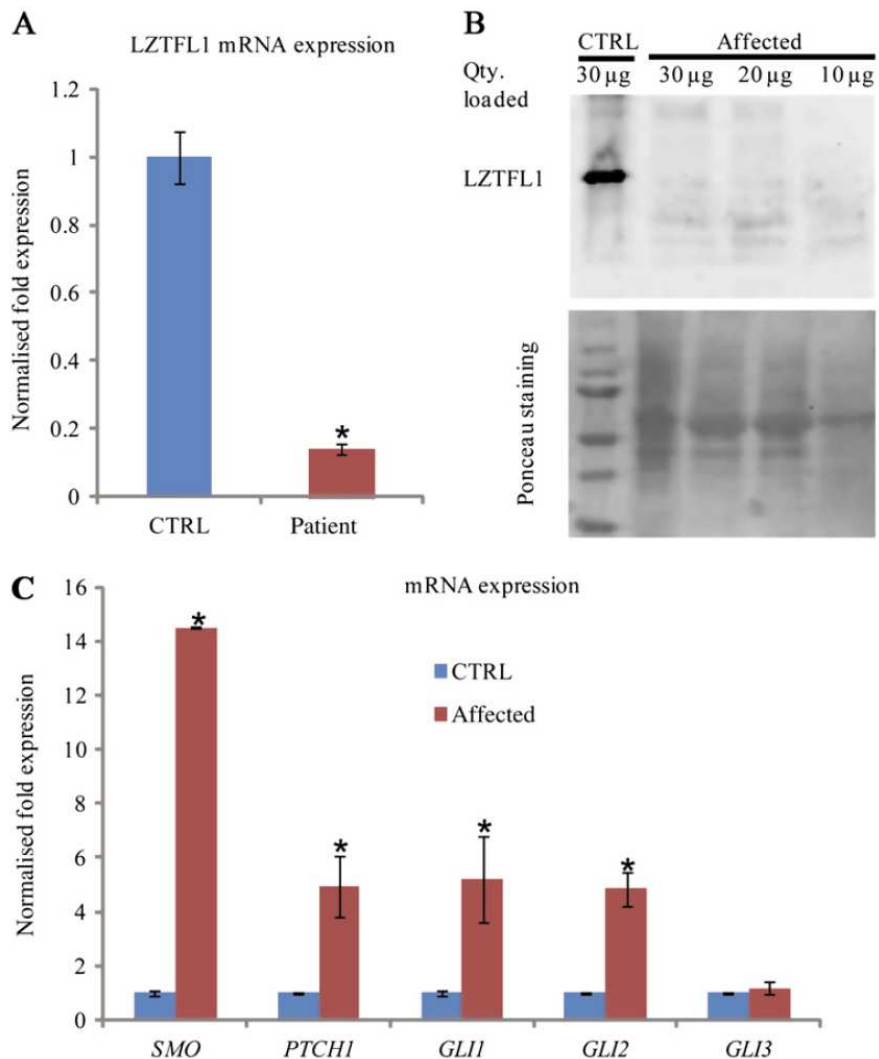 A
LZTFL1 mRNA expression
Normalised fold expression
1.2
1
0.8
0.6
0.4
0.2
0
*
CTRL
Patient
B
CTRL Affected
Qty. loaded
30 µg 30 µg 20 µg 10 µg
LZTFL1
Ponceau staining
C
mRNA expression
Normalised fold expression
16
14
12
10
8
6
4
2
0
CTRL
Affected
* * * * 
SMO PTCH1 GLI1 GLI2 GLI3